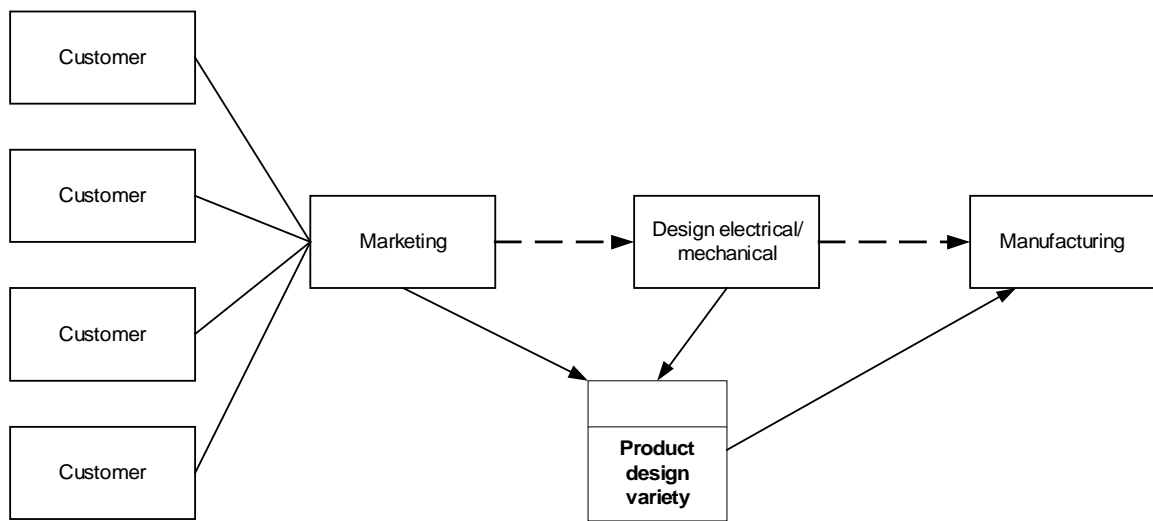 Customer
Customer
Customer
Customer
Marketing
Design electrical/
mechanical
Manufacturing
Product
design
variety